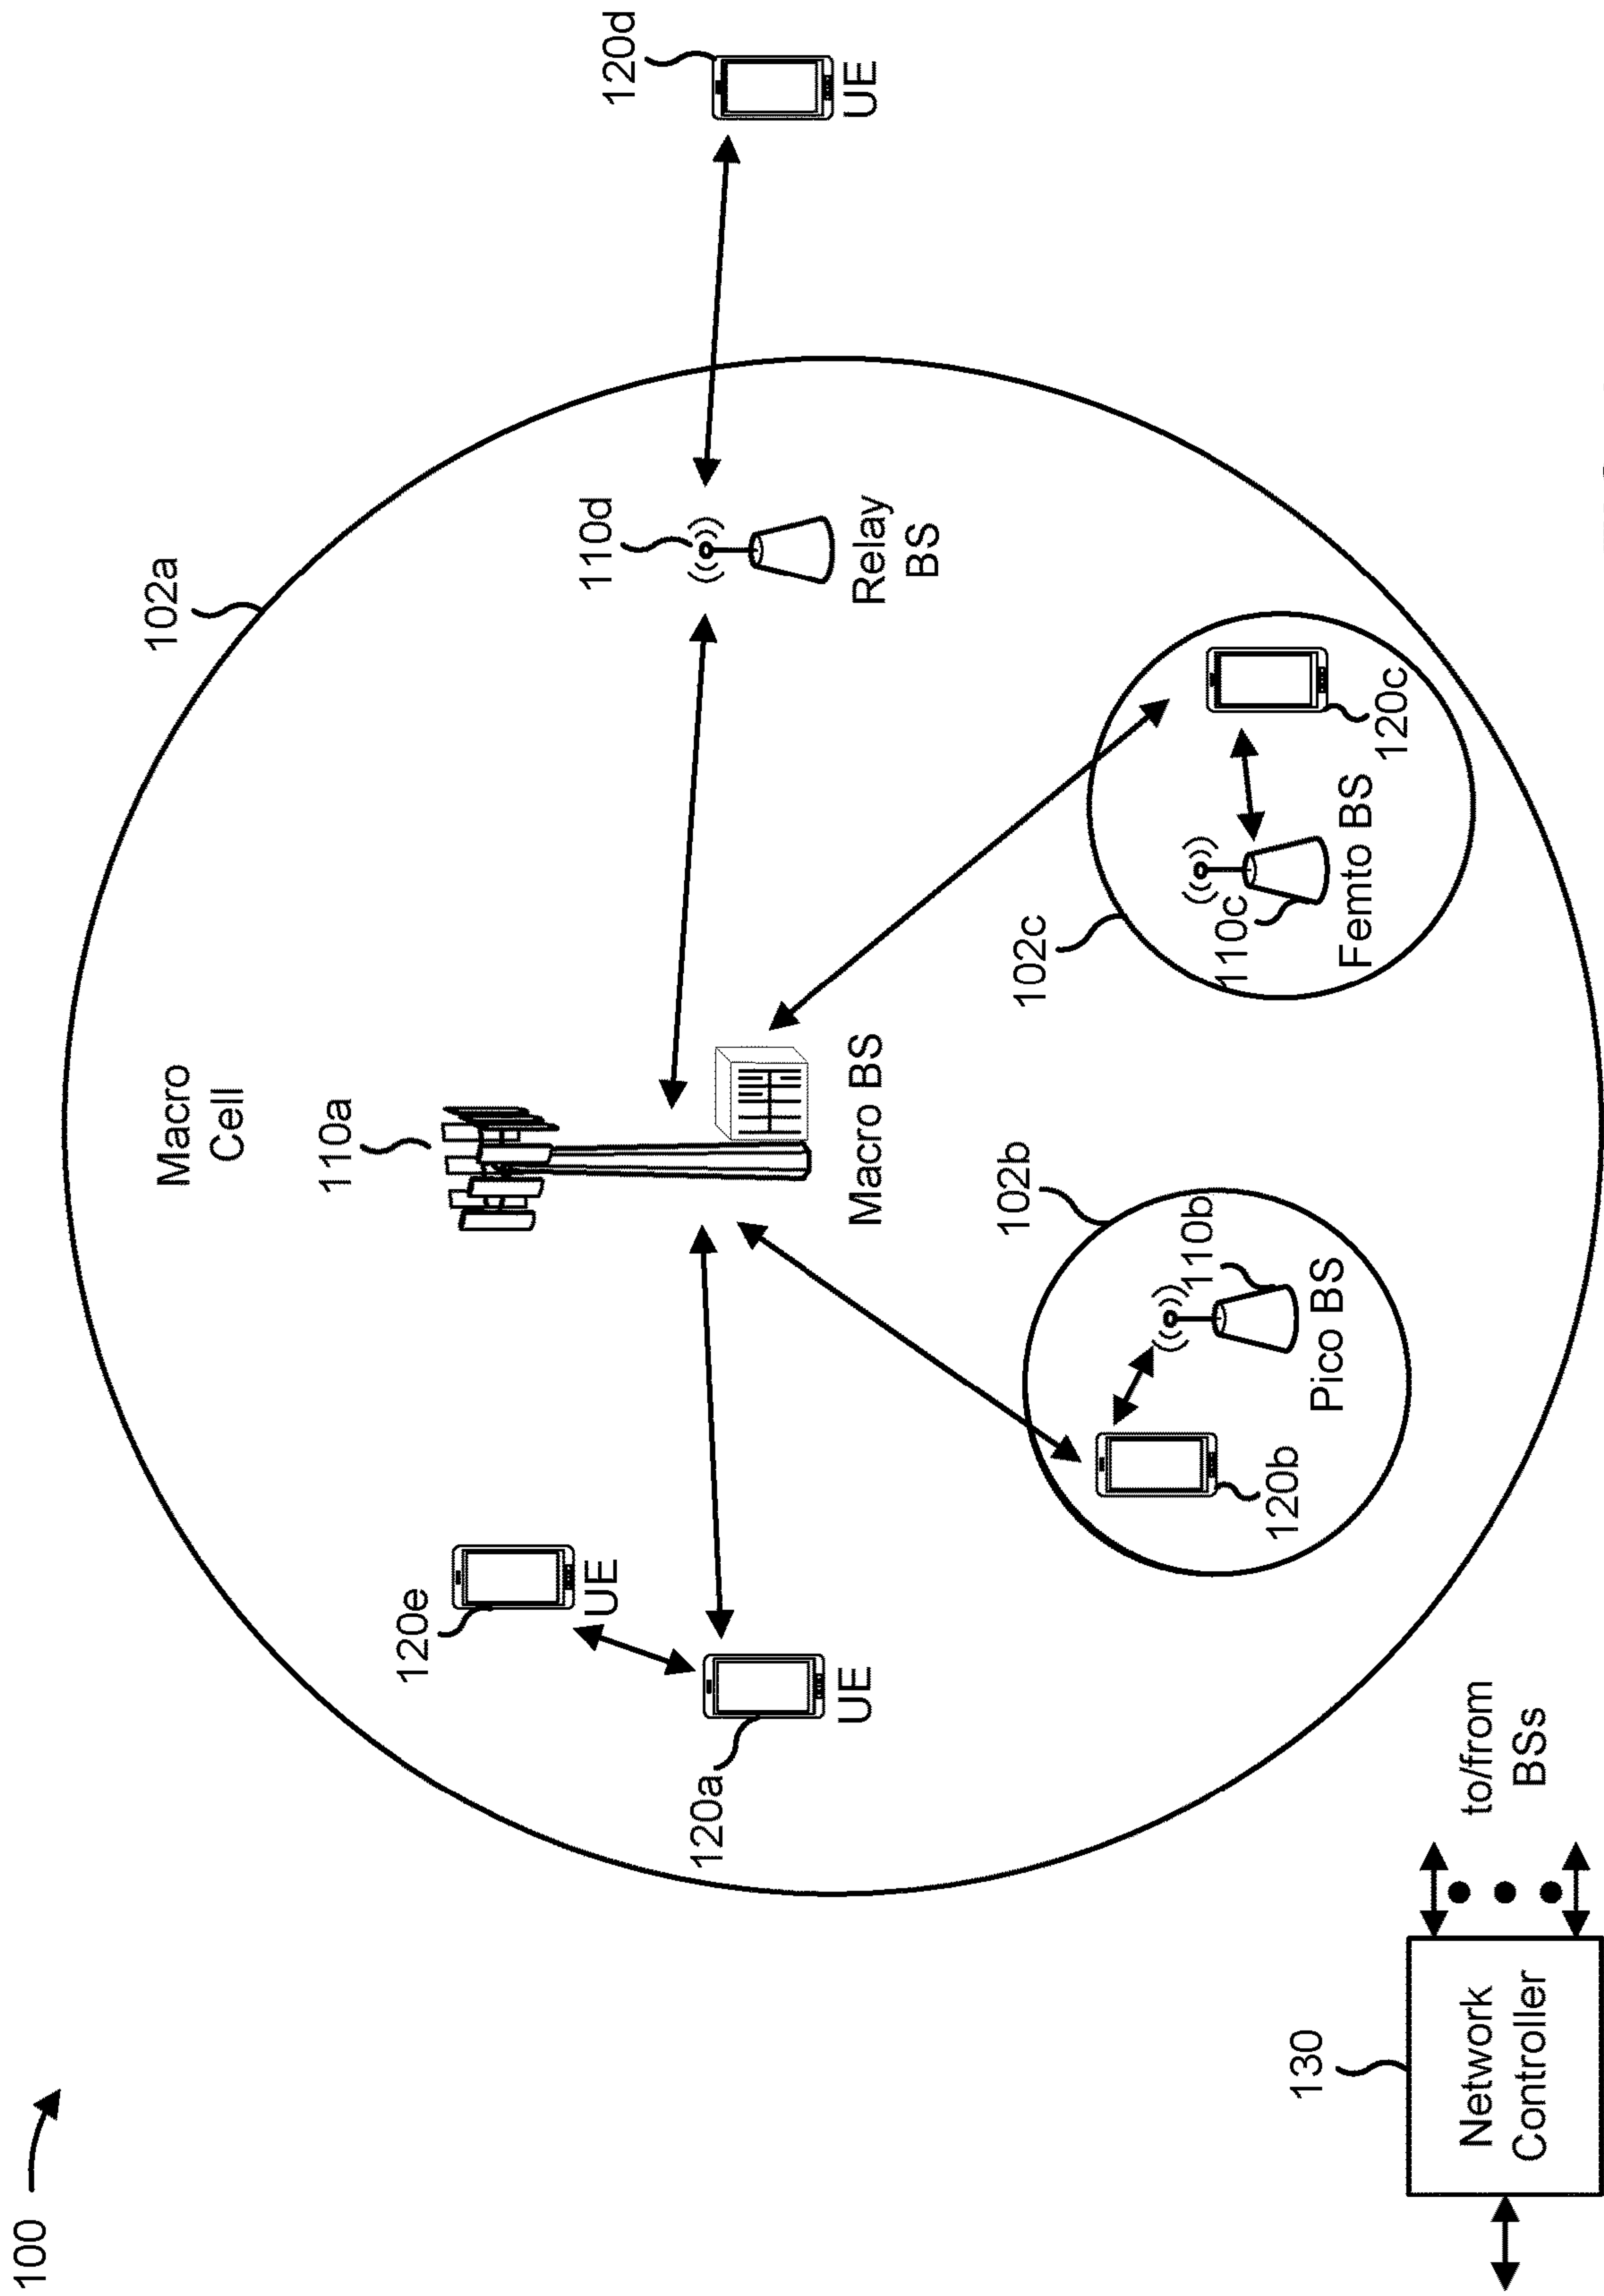 100
102a
Macro
Cell
110a
120e
UE
110d
120d
UE
120a
UE
Macro BS
Relay
BS
102b
102c
110b
110c
120b
Pico BS
Femto BS
120c
130
Network
Controller
to/from
BSs